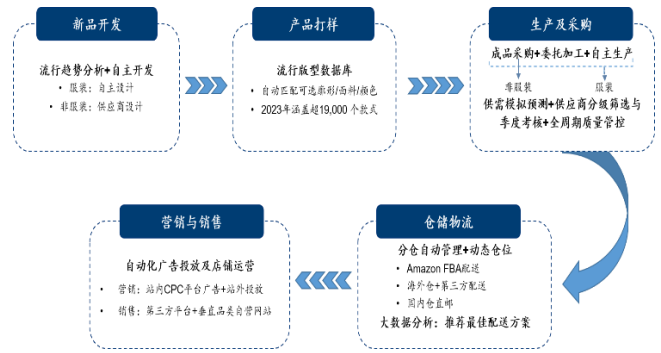 新品开发
流行趋势分析+自主开发
• 服装：自主设计
• 非服装：供应商设计
产品打样
流行版型数据库
• 自动匹配可选廓形/面料/颜色
• 2023年涵盖超19,000 个款式
生产及采购
成品采购+委托加工+自主生产
非服装
服装
供需模拟预测+供应商分级筛选与
季度考核+全周期质量管控
仓储物流
分仓自动管理+动态仓位
• Amazon FBA配送
• 海外仓+第三方配送
• 国内仓直邮
大数据分析：推荐最佳配送方案
营销与销售
自动化广告投放及店铺运营
• 营销：站内CPC平台广告+站外投放
• 销售：第三方平台+垂直品类自营网站